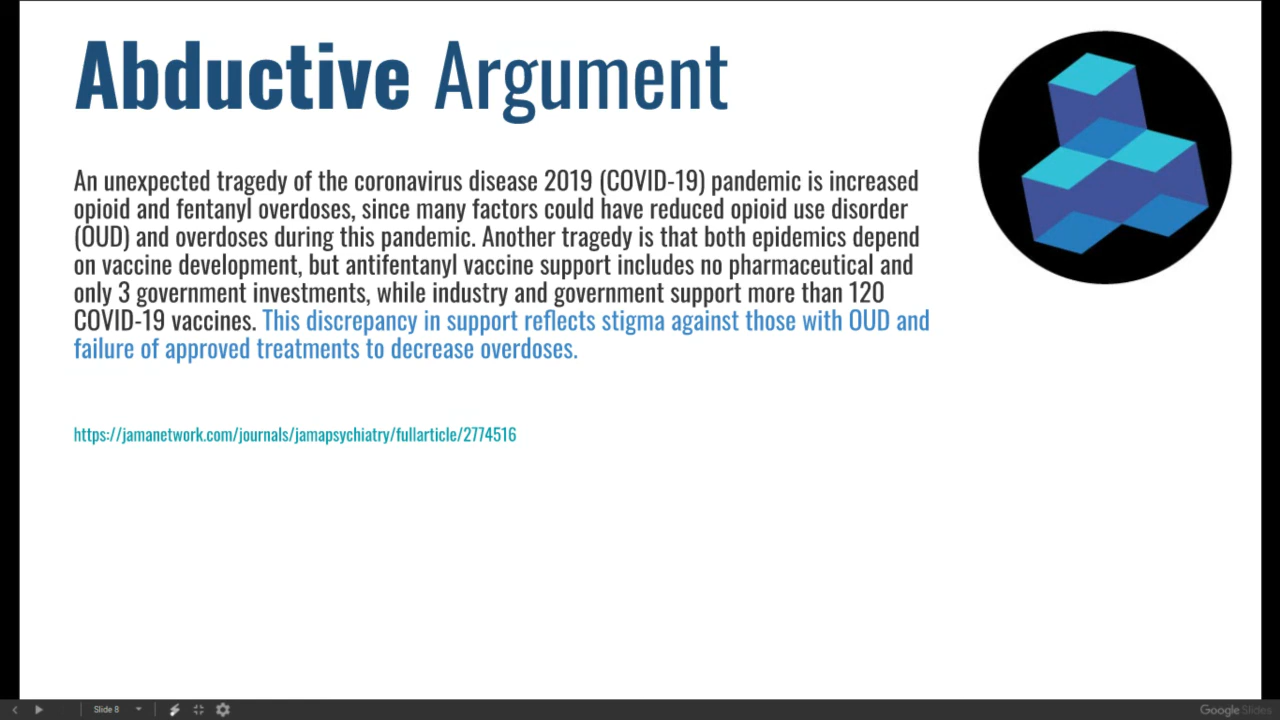 Abductive Argument
An unexpected tragedy of the coronavirus disease 2019 (COVID-19) pandemic is increased
opioid and fentanyl overdoses, since many factors could have reduced opioid use disorder
(OUD) and overdoses during this pandemic. Another tragedy is that both epidemics depend
on vaccine development, but antifentanyl vaccine support includes no pharmaceutical and
only 3 government investments, while industry and government support more than 120
COVID-19 vaccines. This discrepancy in support reflects stigma against those with OUD and
failure of approved treatments to decrease overdoses.
https://jamanetwork.com/journals/jamapsychiatry/fullarticle/2774516
Slide 8
Google Slides